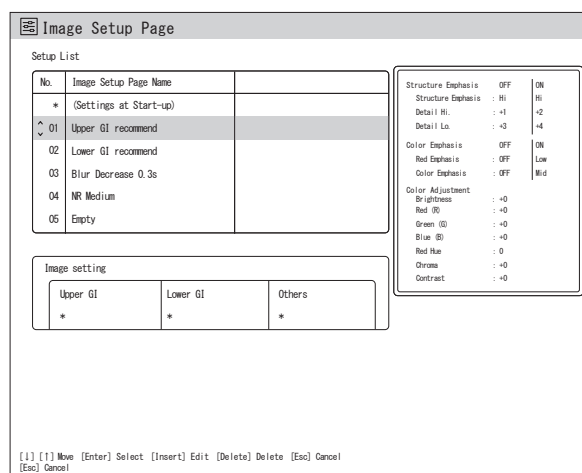 Image Setup Page
Setup List
No. Image Setup Page Name
* (Settings at Start-up)
01 Upper GI recommend
02 Lower GI recommend
03 Blur Decrease 0.3s
04 NR Medium
05 Empty
Structure Emphasis OFF ON
Structure Emphasis : Hi Hi
Detail Hi. : +1 +2
Detail Lo. : +3 +4
Color Emphasis OFF ON
Red Emphasis : OFF Low
Color Emphasis : OFF Mid
Color Adjustment
Brightness : +0
Red (R) : +0
Green (G) : +0
Blue (B) : +0
Red Hue : 0
Chroma : +0
Contrast : +0
Image setting
Upper GI Lower GI Others
* * *
[↓] [↑] Move [Enter] Select [Insert] Edit [Delete] Delete [Esc] Cancel
[Esc] Cancel